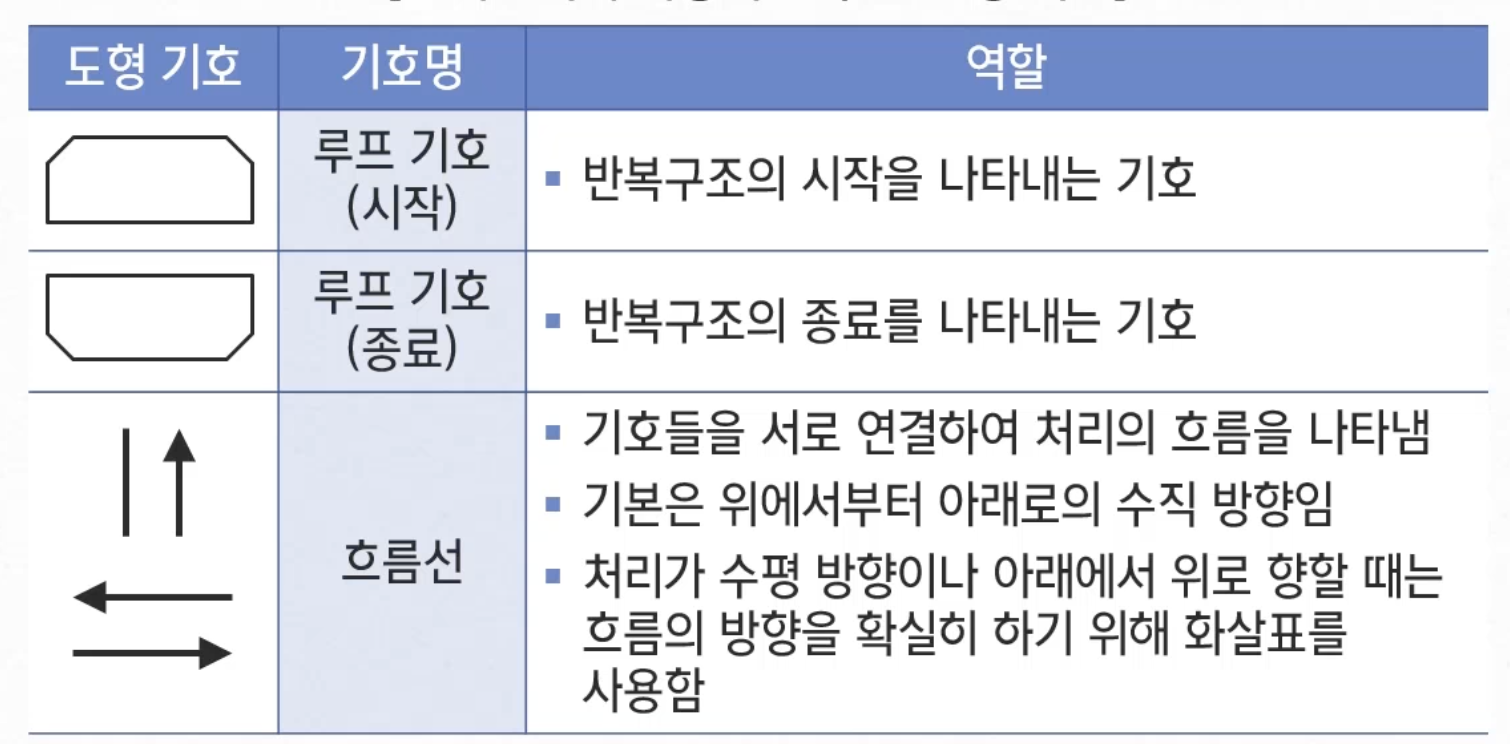 도형 기호
기호명
역할
루프 기호
(시작)
반복구조의 시작을 나타내는 기호
루프 기호
(종료)
반복구조의 종료를 나타내는 기호
흐름선
기호들을 서로 연결하여 처리의 흐름을 나타냄
기본은 위에서부터 아래로의 수직 방향임
처리가 수평 방향이나 아래에서 위로 향할 때는
흐름의 방향을 확실히 하기 위해 화살표를
사용함